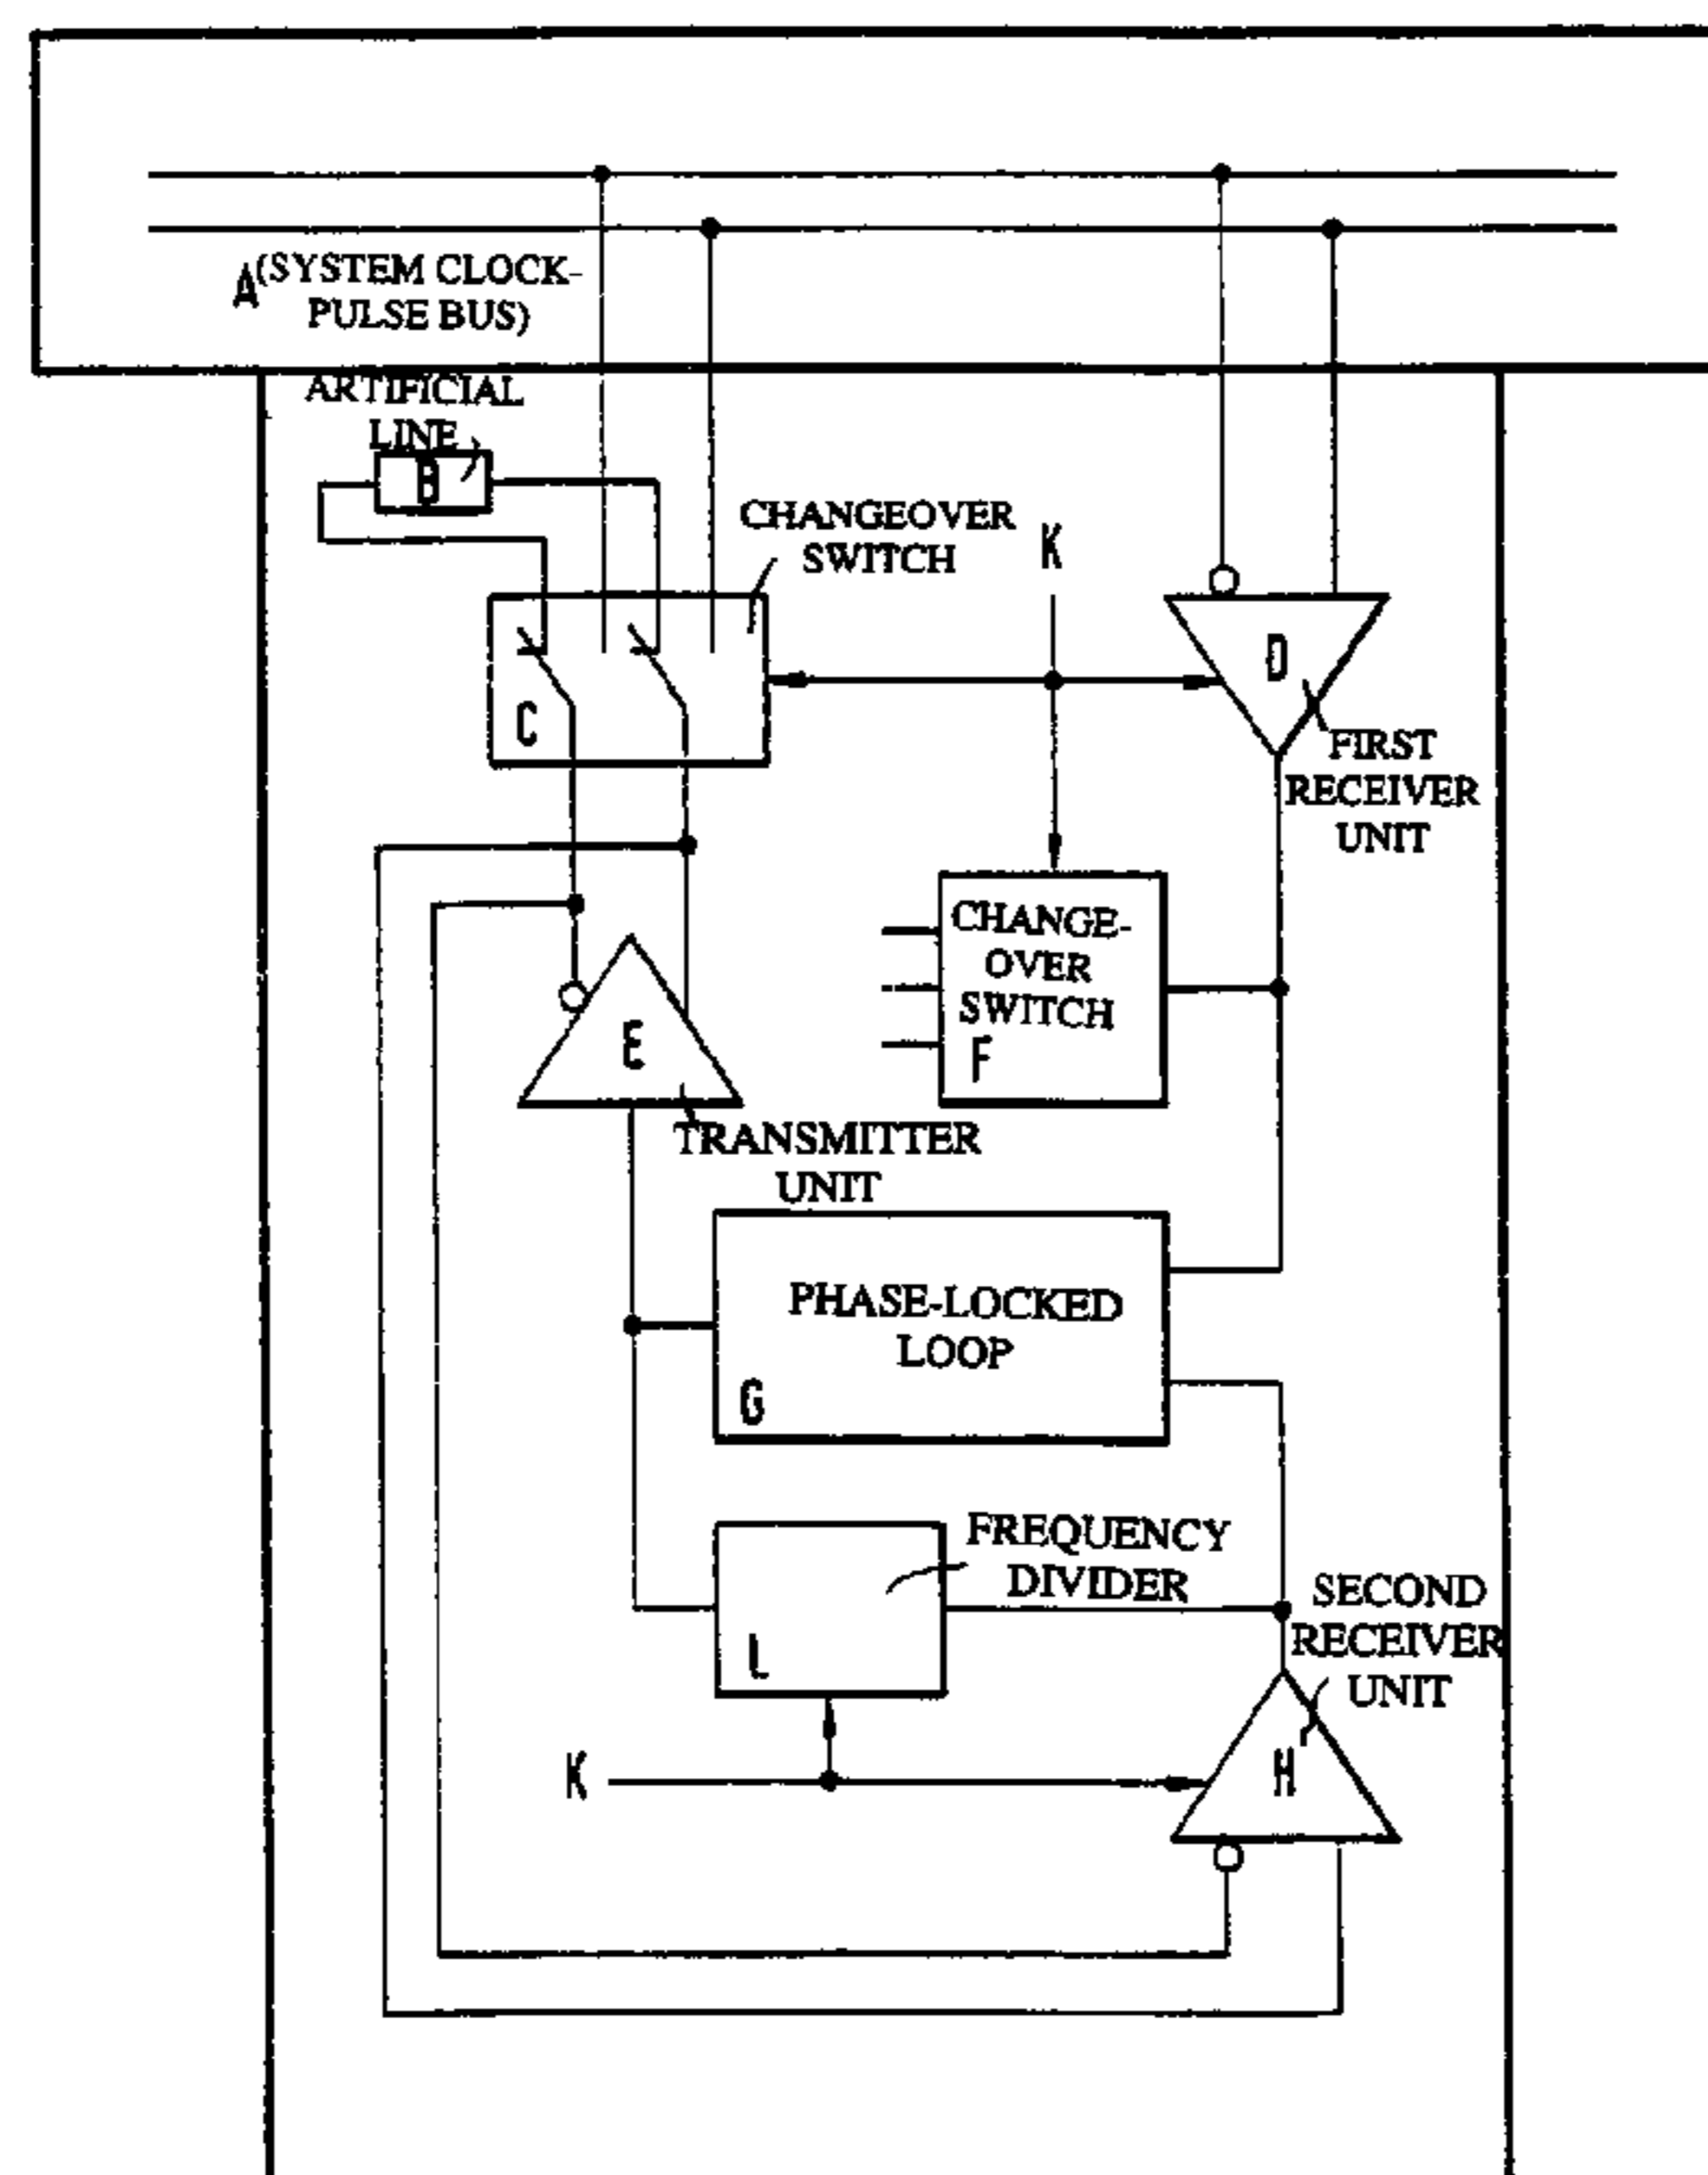 A (SYSTEM CLOCK-
PULSE BUS)
ARTIFICIAL
LINE
B
CHANGEOVER
SWITCH
K
C
D
FIRST
RECEIVER
UNIT
CHANGE-
OVER
SWITCH
F
E
TRANSMITTER
UNIT
PHASE-LOCKED
LOOP
G
FREQUENCY
DIVIDER
L
SECOND
RECEIVER
UNIT
H
K